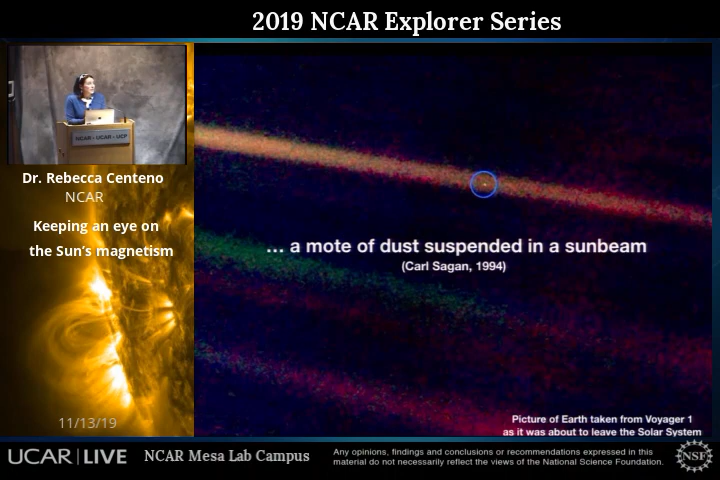 2019 NCAR Explorer Series
NCAR • UCAR • UCP
Dr. Rebecca Centeno
NCAR
Keeping an eye on
the Sun's magnetism
11/13/19
... a mote of dust suspended in a sunbeam
(Carl Sagan, 1994)
Picture of Earth taken from Voyager 1
as it was about to leave the Solar System
UCAR | LIVE
NCAR Mesa Lab Campus
Any opinions, findings and conclusions or recommendations expressed in this
material do not necessarily reflect the views of the National Science Foundation.
NSF